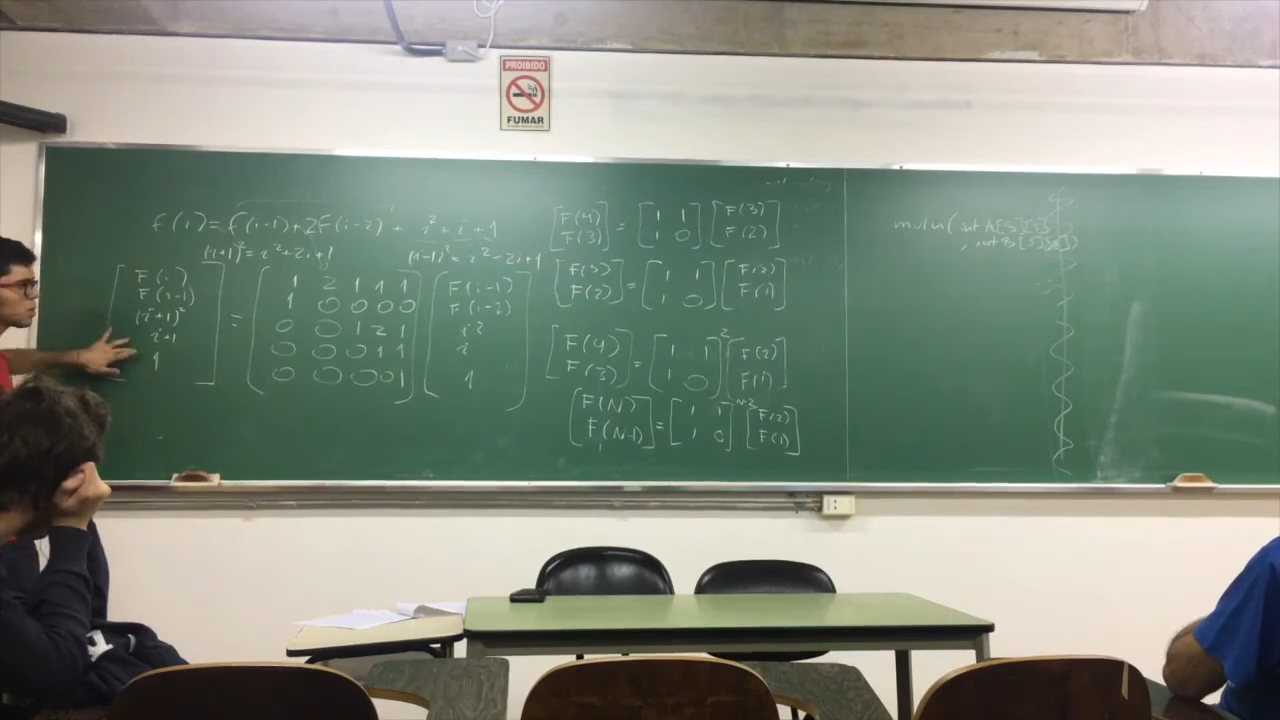 PROIBIDO
FUMAR
f(i) = f(i-1) + 2f(i-2) + i² + i + 1
(i+1)² = i² + 2i + 1
(i-1)² = i² - 2i + 1
[F(i)] = [1 2 1 1 1] [F(i-1)]
[F(i-1)] [1 0 0 0 0] [F(i-2)]
[(i+1)²] [0 0 1 2 1] [i²]
[i+1] [0 0 0 1 1] [i]
[1] [0 0 0 0 1] [1]
[F(4)] = [1 1] [F(3)]
[F(3)] [1 0] [F(2)]
[F(3)] = [1 1] [F(2)]
[F(2)] [1 0] [F(1)]
[F(4)] = [1 1]² [F(2)]
[F(3)] [1 0] [F(1)]
[F(N)] = [1 1]ᴺ⁻² [F(2)]
[F(N-1)] [1 0] [F(1)]
(int A[5][5]
, int B[5][5])